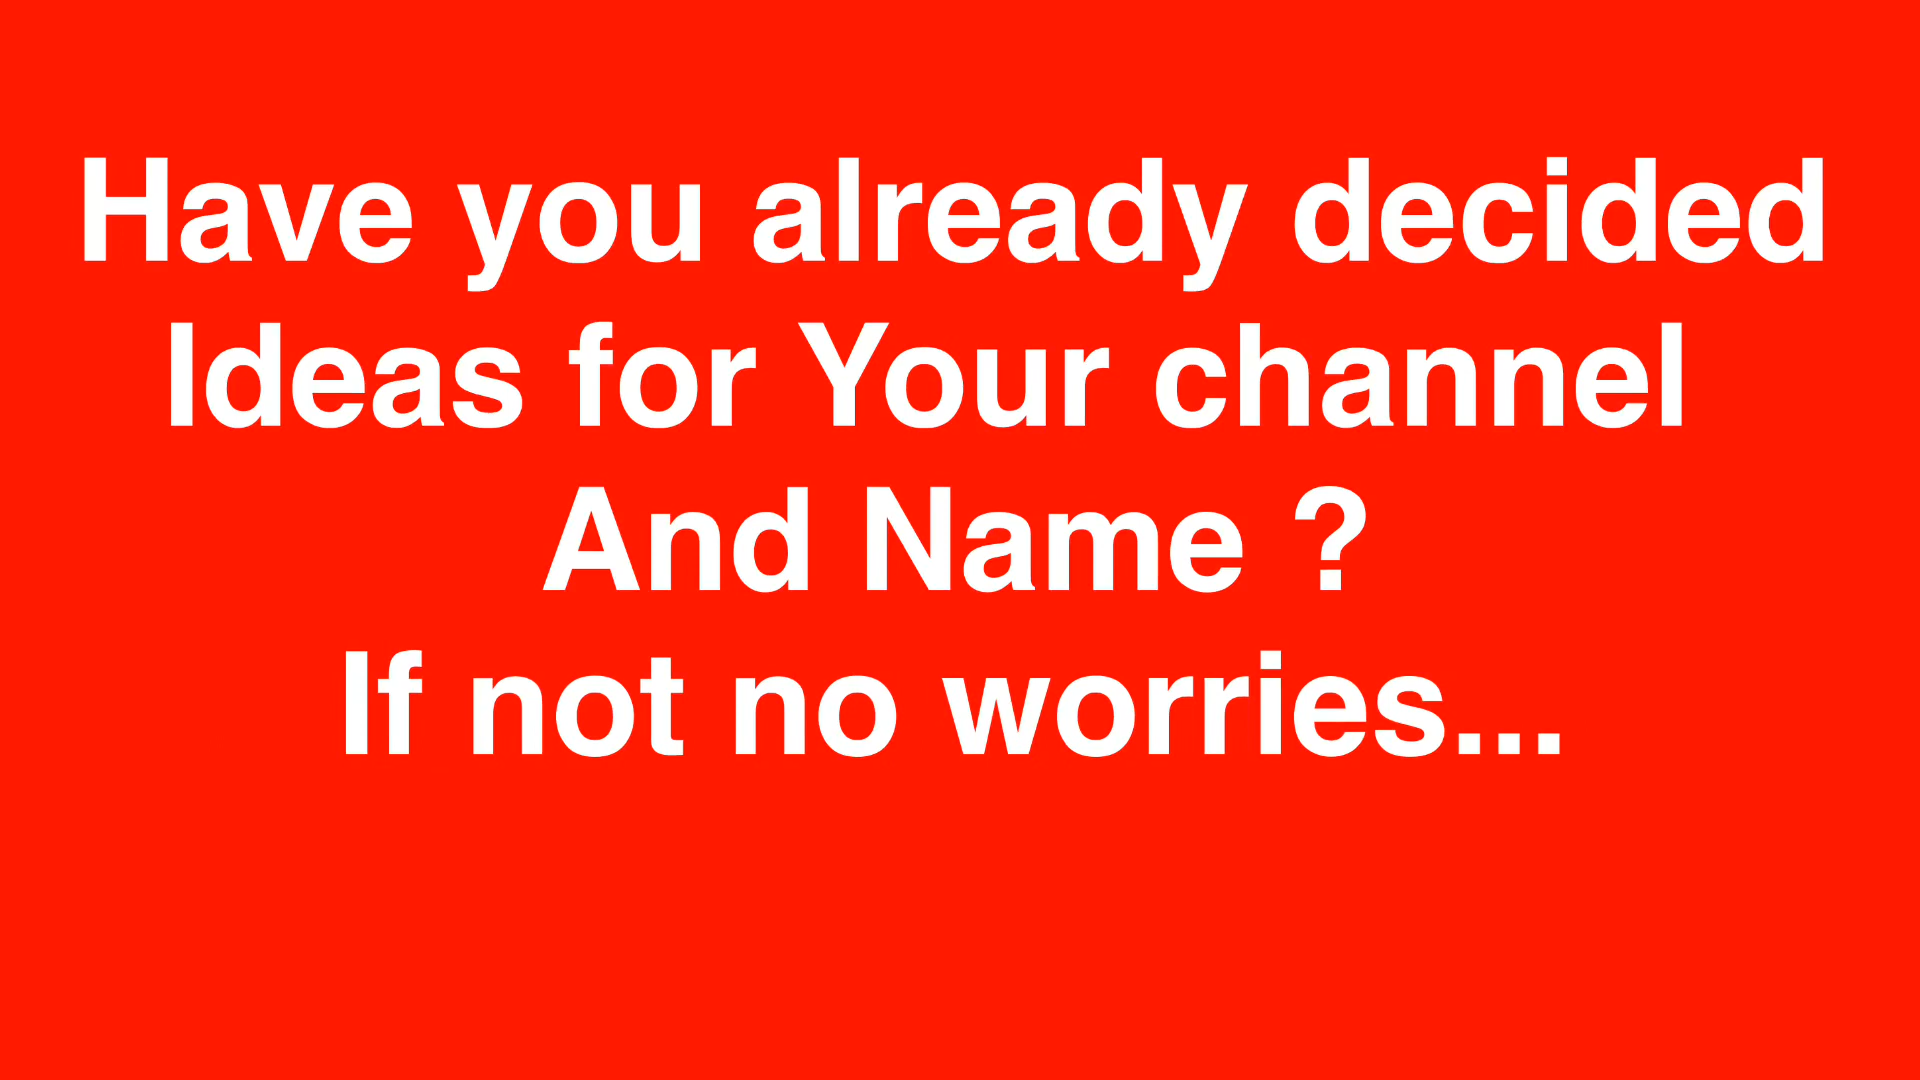 Have you already decided
Ideas for Your channel
And Name ?
If not no worries...